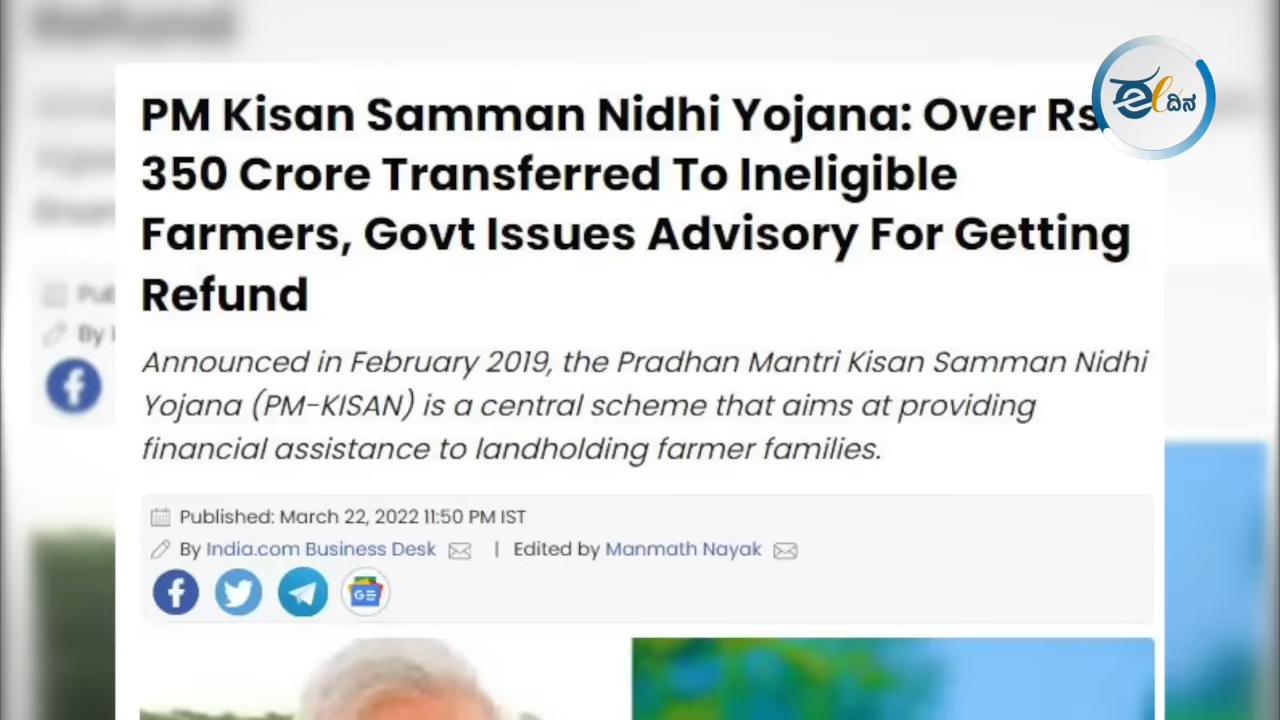 PM Kisan Samman Nidhi Yojana: Over Rs
350 Crore Transferred To Ineligible
Farmers, Govt Issues Advisory For Getting
Refund
Announced in February 2019, the Pradhan Mantri Kisan Samman Nidhi
Yojana (PM-KISAN) is a central scheme that aims at providing
financial assistance to landholding farmer families.
Published: March 22, 2022 11:50 PM IST
By India.com Business Desk | Edited by Manmath Nayak
ದಿನ